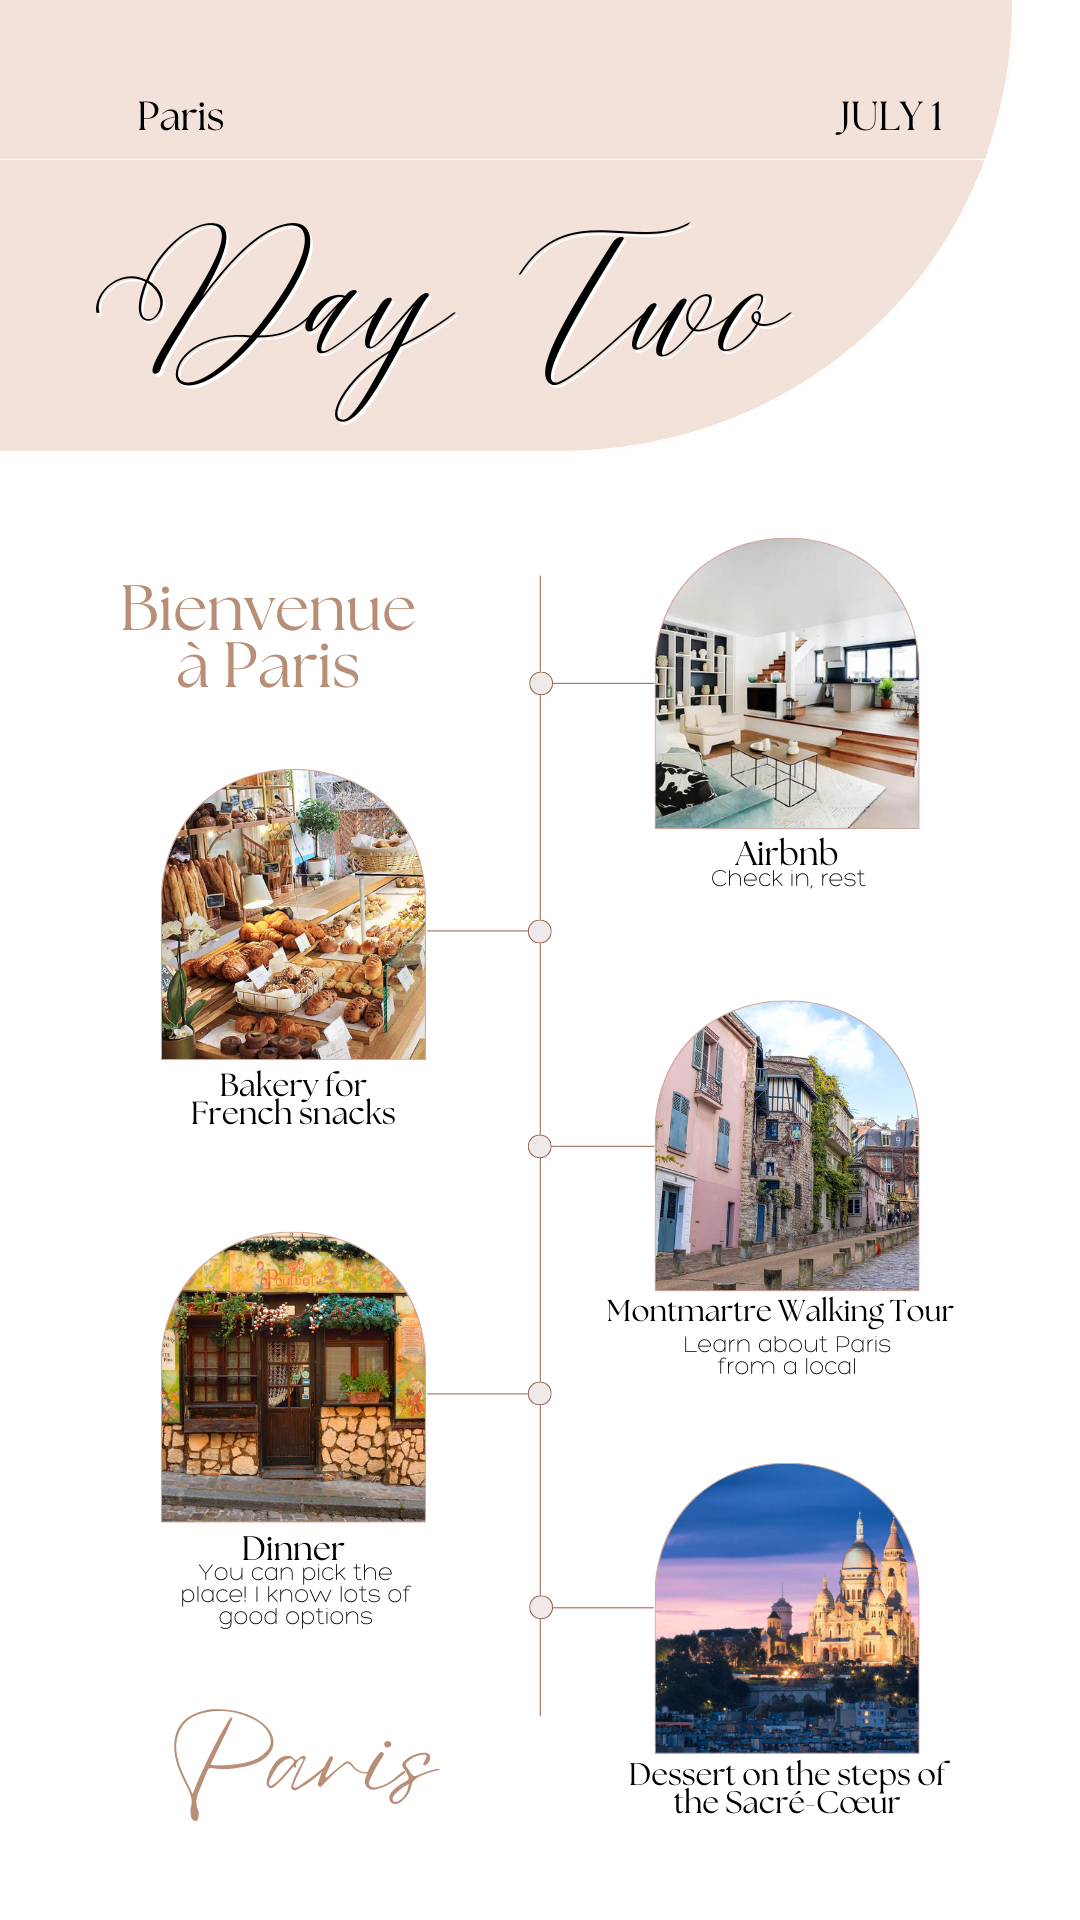 Paris
JULY 1
Day Two
Bienvenue
à Paris
Airbnb
Check in, rest
Bakery for
French snacks
Montmartre Walking Tour
Learn about Paris
from a local
Poulbot
Dinner
You can pick the
place! I know lots of
good options
Dessert on the steps of
the Sacré-Cœur
Paris